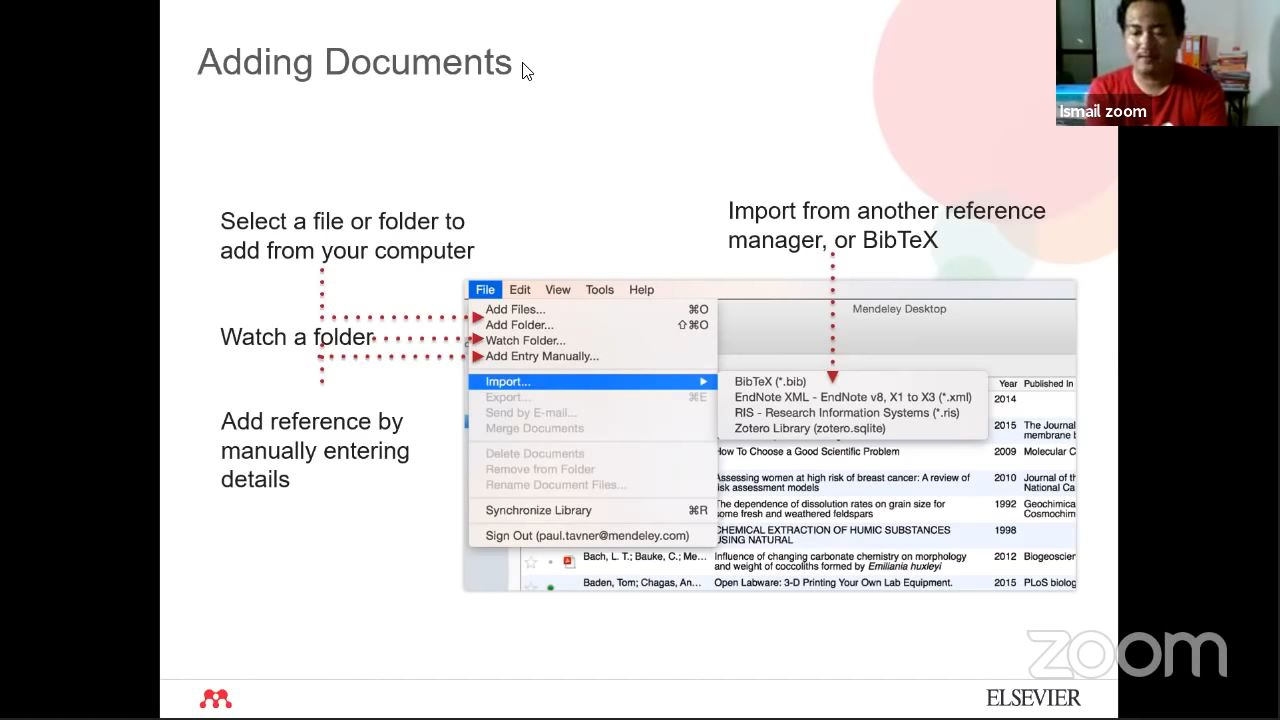 Adding Documents
Ismail zoom
Select a file or folder to
add from your computer
Import from another reference
manager, or BibTeX
Watch a folder
Add reference by
manually entering
details
File Edit View Tools Help
Mendeley Desktop
Add Files... ⌘O
Add Folder... ⇧⌘O
Watch Folder...
Add Entry Manually...
Import...
Export... ⌘E
Send by E-mail...
Merge Documents
Delete Documents
Remove from Folder
Rename Document Files...
Synchronize Library ⌘R
Sign Out (paul.tavner@mendeley.com)
BibTeX (*.bib)
EndNote XML - EndNote v8, X1 to X3 (*.xml)
RIS - Research Information Systems (*.ris)
Zotero Library (zotero.sqlite)
Year Published In
2014
2015 The Journal
membrane b
How To Choose a Good Scientific Problem 2009 Molecular C
Assessing women at high risk of breast cancer: A review of 2010 Journal of th
risk assessment models National Ca
The dependence of dissolution rates on grain size for 1992 Geochimica
some fresh and weathered feldspars Cosmochim
CHEMICAL EXTRACTION OF HUMIC SUBSTANCES 1998
USING NATURAL
Bach, L. T.; Bauke, C.; Me... Influence of changing carbonate chemistry on morphology 2012 Biogeoscien
and weight of coccoliths formed by Emiliania huxleyi
Baden, Tom; Chagas, An... Open Labware: 3-D Printing Your Own Lab Equipment. 2015 PLoS biolog
zoom
ELSEVIER